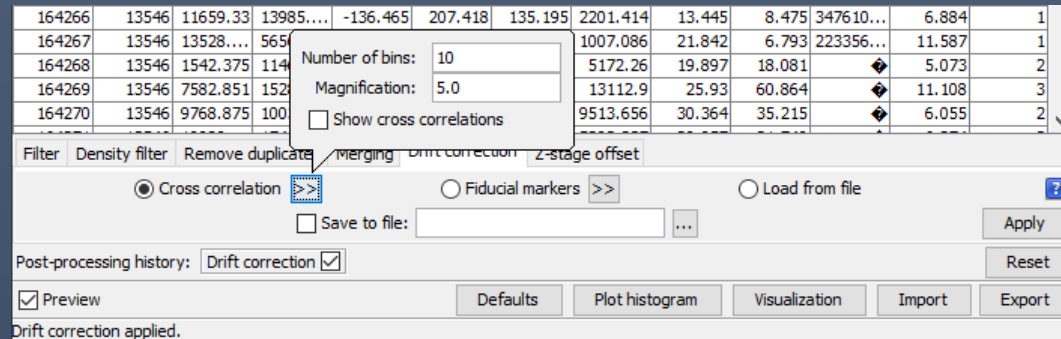 164266 13546 11659.33 13985.... -136.465 207.418 135.195 2201.414 13.445 8.475 347610... 6.884 1
164267 13546 13528.... 1007.086 21.842 6.793 223356... 11.587 1
164268 13546 1542.375 5172.26 19.897 18.081 � 5.073 2
164269 13546 7582.851 13112.9 25.93 60.864 � 11.108 3
164270 13546 9768.875 9513.656 30.364 35.215 � 6.055 2
Number of bins: 10
Magnification: 5.0
Show cross correlations
Filter Density filter Remove duplicate Merging Drift correction Z-stage offset
Cross correlation >> Fiducial markers >> Load from file ?
Save to file: ... Apply
Post-processing history: Drift correction Reset
Preview Defaults Plot histogram Visualization Import Export
Drift correction applied.